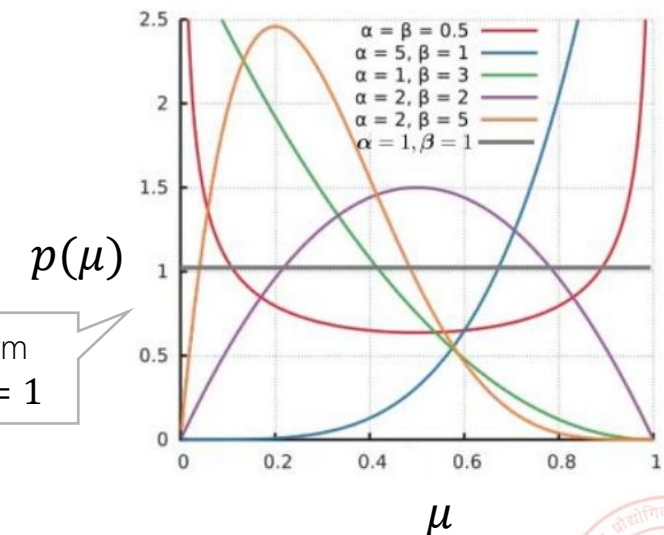 2.5
2
1.5
1
0.5
0
α = β = 0.5
α = 5, β = 1
α = 1, β = 3
α = 2, β = 2
α = 2, β = 5
α = 1, β = 1
p(μ)
= 1
0 0.2 0.4 0.6 0.8 1
μ